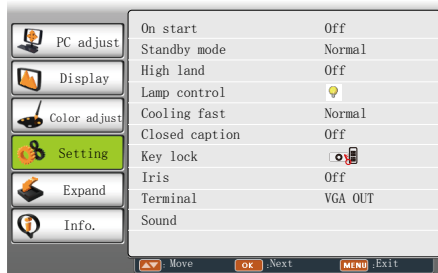 PC adjust
Display
Color adjust
Setting
Expand
Info.
On start Off
Standby mode Normal
High land Off
Lamp control
Cooling fast Normal
Closed caption Off
Key lock
Iris Off
Terminal VGA OUT
Sound
: Move OK :Next MENU :Exit